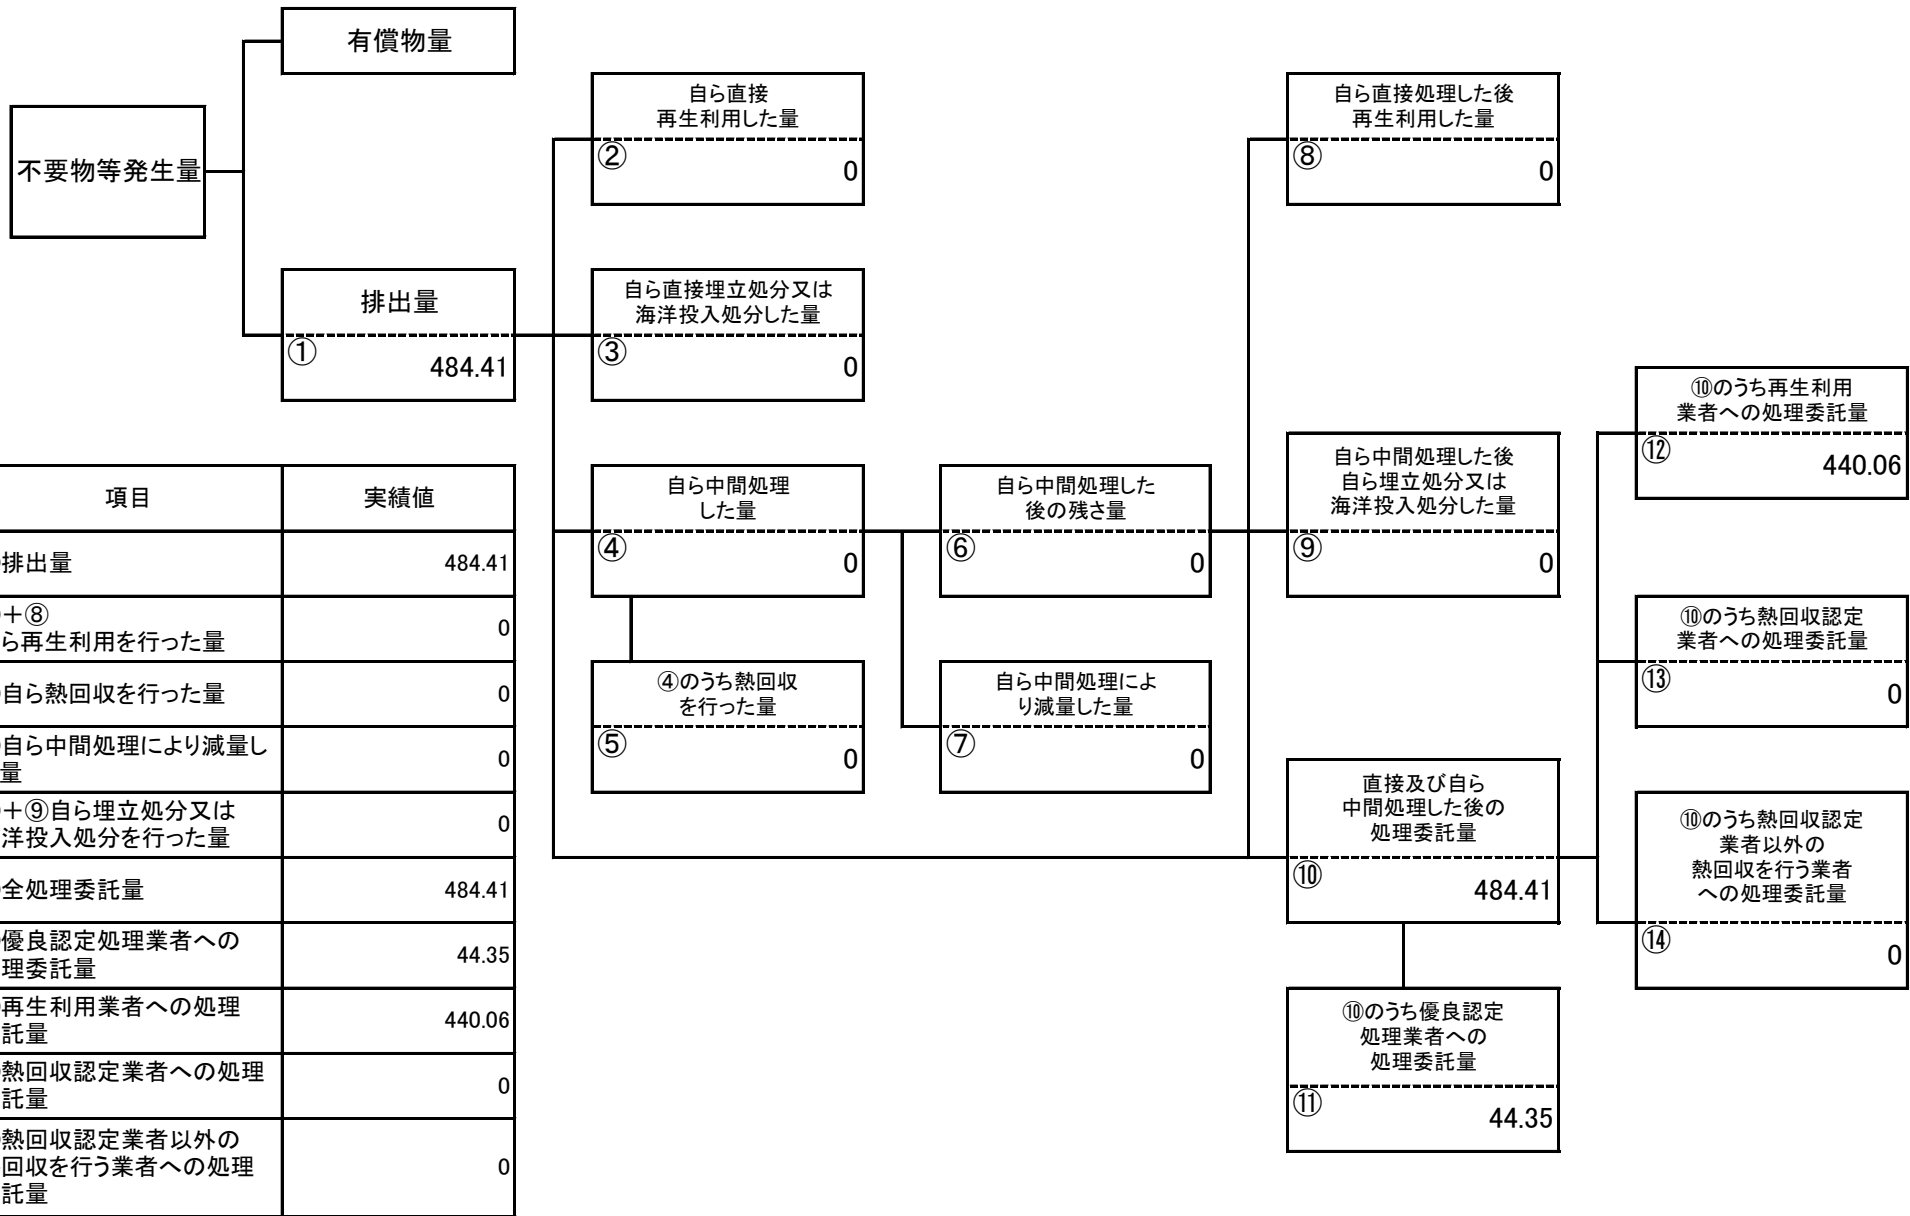 有償物量
不要物等発生量
排出量
①
484.41
自ら直接
再生利用した量
②
0
自ら直接埋立処分又は
海洋投入処分した量
③
0
自ら中間処理
した量
④
0
④のうち熱回収
を行った量
⑤
0
自ら中間処理した
後の残さ量
⑥
0
自ら中間処理によ
り減量した量
⑦
0
自ら直接処理した後
再生利用した量
⑧
0
自ら中間処理した後
自ら埋立処分又は
海洋投入処分した量
⑨
0
直接及び自ら
中間処理した後の
処理委託量
⑩
484.41
⑩のうち優良認定
処理業者への
処理委託量
⑪
44.35
⑩のうち再生利用
業者への処理委託量
⑫
440.06
⑩のうち熱回収認定
業者への処理委託量
⑬
0
⑩のうち熱回収認定
業者以外の
熱回収を行う業者
への処理委託量
⑭
0
項目 実績値
排出量 484.41
+⑧
ら再生利用を行った量 0
自ら熱回収を行った量 0
自ら中間処理により減量し
量 0
+⑨自ら埋立処分又は
洋投入処分を行った量 0
全処理委託量 484.41
優良認定処理業者への
理委託量 44.35
再生利用業者への処理
託量 440.06
熱回収認定業者への処理
託量 0
熱回収認定業者以外の
回収を行う業者への処理
託量 0